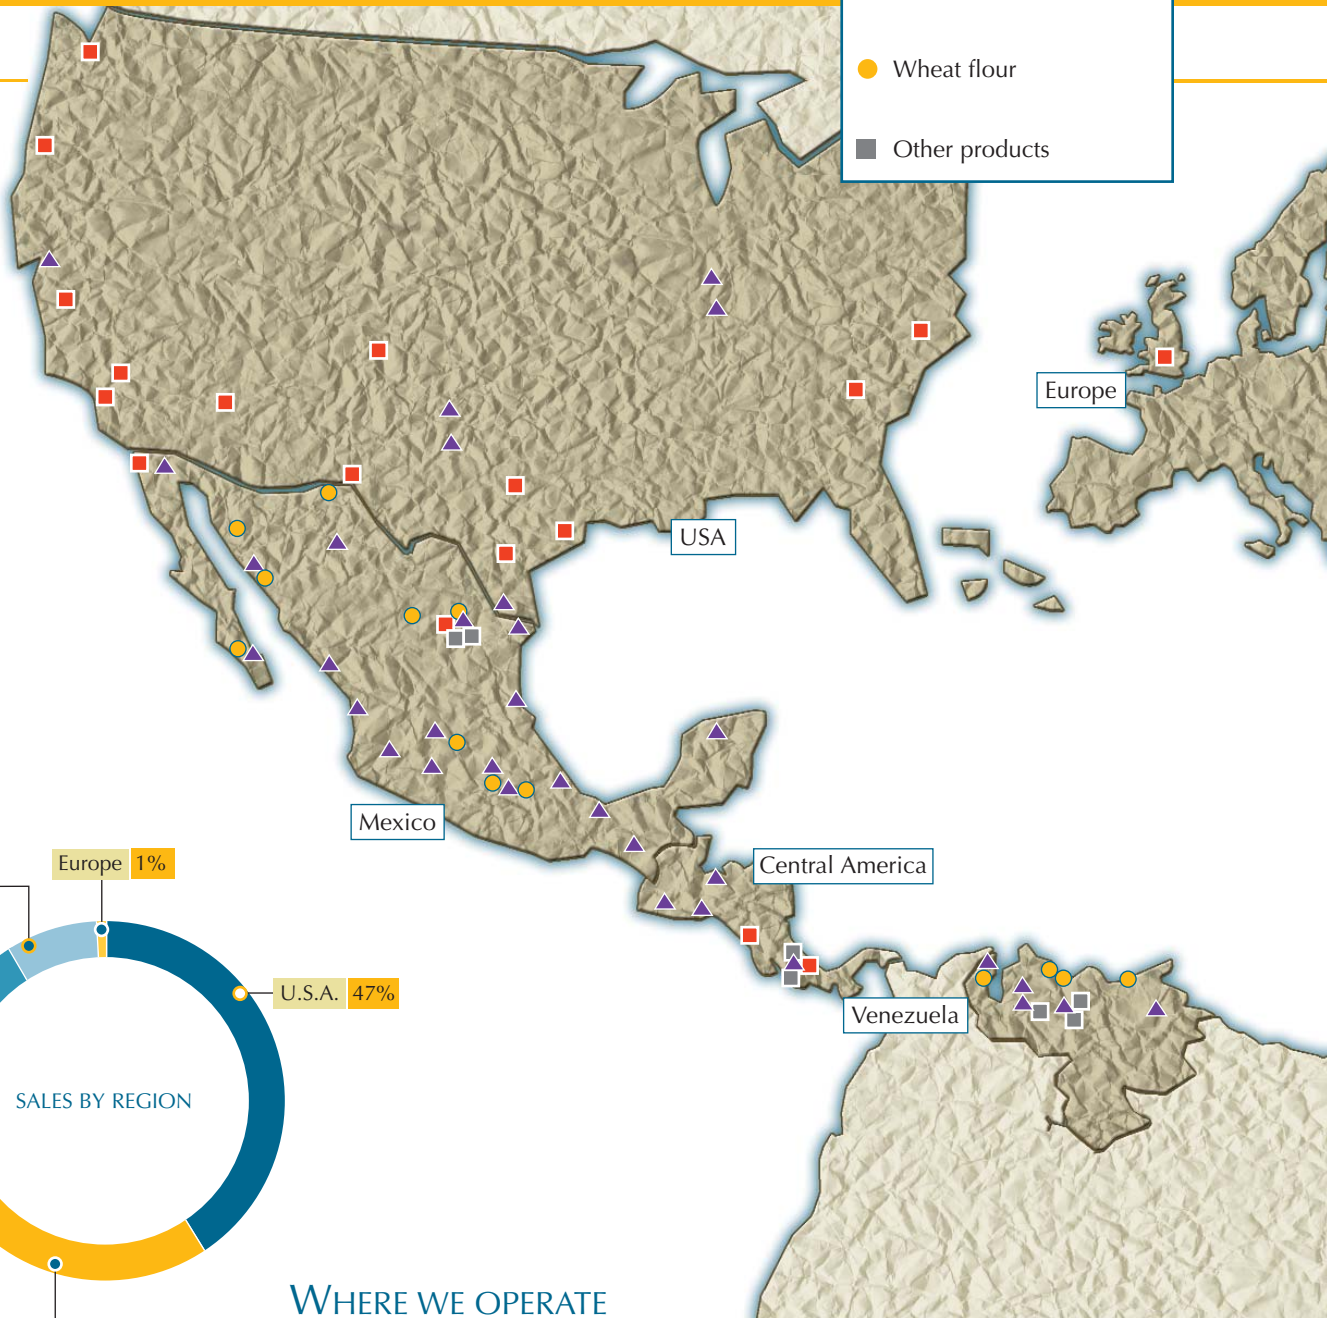 Wheat flour
Other products
Europe
USA
Mexico
Central America
Venezuela
Europe 1%
U.S.A. 47%
SALES BY REGION
WHERE WE OPERATE